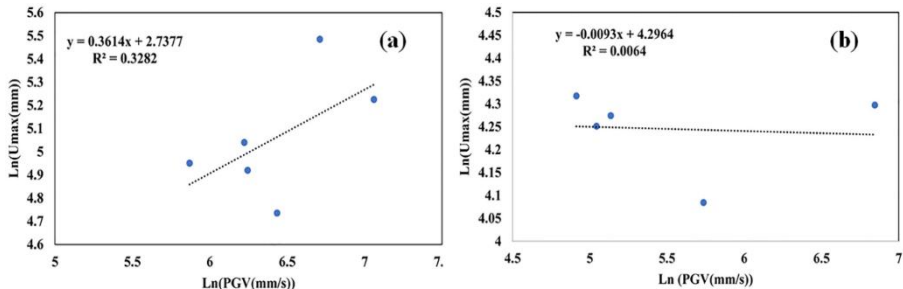 y = 0.3614x + 2.7377
R² = 0.3282
(a)
5.6
5.5
5.4
5.3
5.2
5.1
5
4.9
4.8
4.7
4.6
Ln(Umax(mm))
5 5.5 6 6.5 7 7.
Ln(PGV(mm/s))
y = -0.0093x + 4.2964
R² = 0.0064
(b)
4.5
4.45
4.4
4.35
4.3
4.25
4.2
4.15
4.1
4.05
4
Ln(Umax(mm))
4.5 5 5.5 6 6.5 7
Ln (PGV(mm/s))